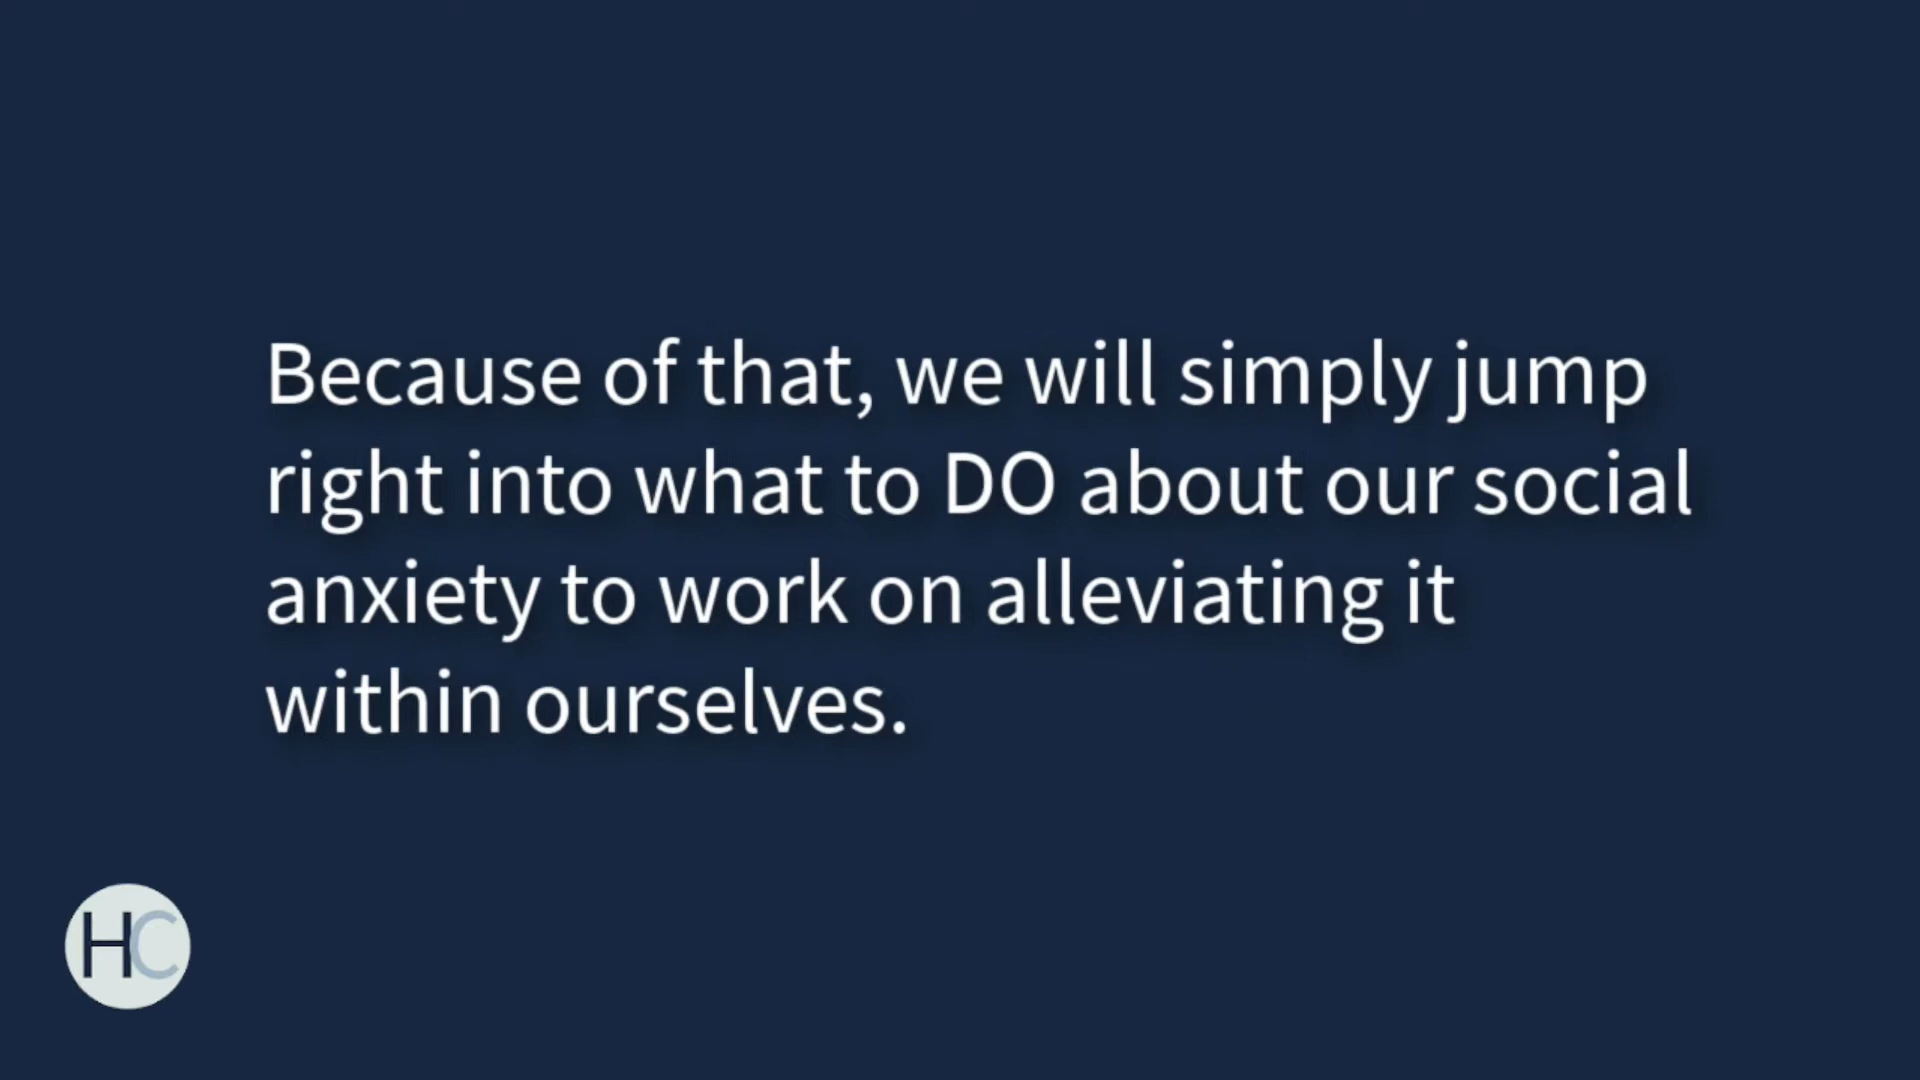 Because of that, we will simply jump
right into what to DO about our social
anxiety to work on alleviating it
within ourselves.
HC